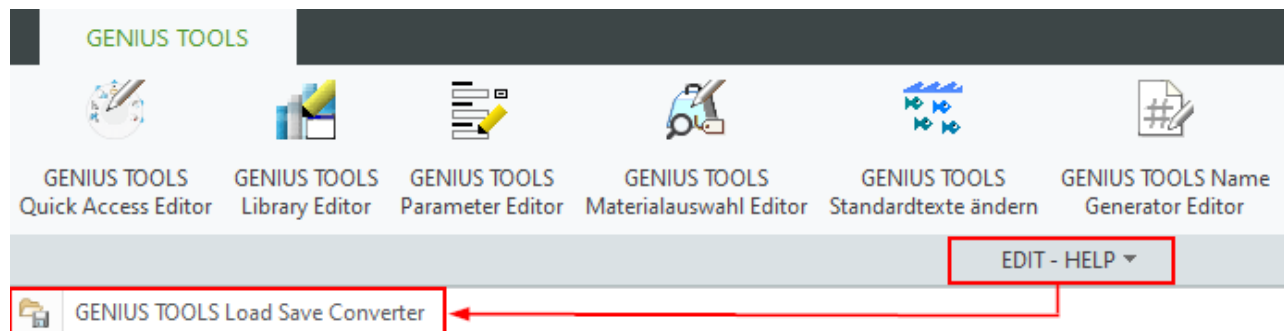 GENIUS TOOLS
GENIUS TOOLS
Quick Access Editor
GENIUS TOOLS
Library Editor
GENIUS TOOLS
Parameter Editor
GENIUS TOOLS
Materialauswahl Editor
GENIUS TOOLS
Standardtexte ändern
GENIUS TOOLS Name
Generator Editor
EDIT - HELP
GENIUS TOOLS Load Save Converter